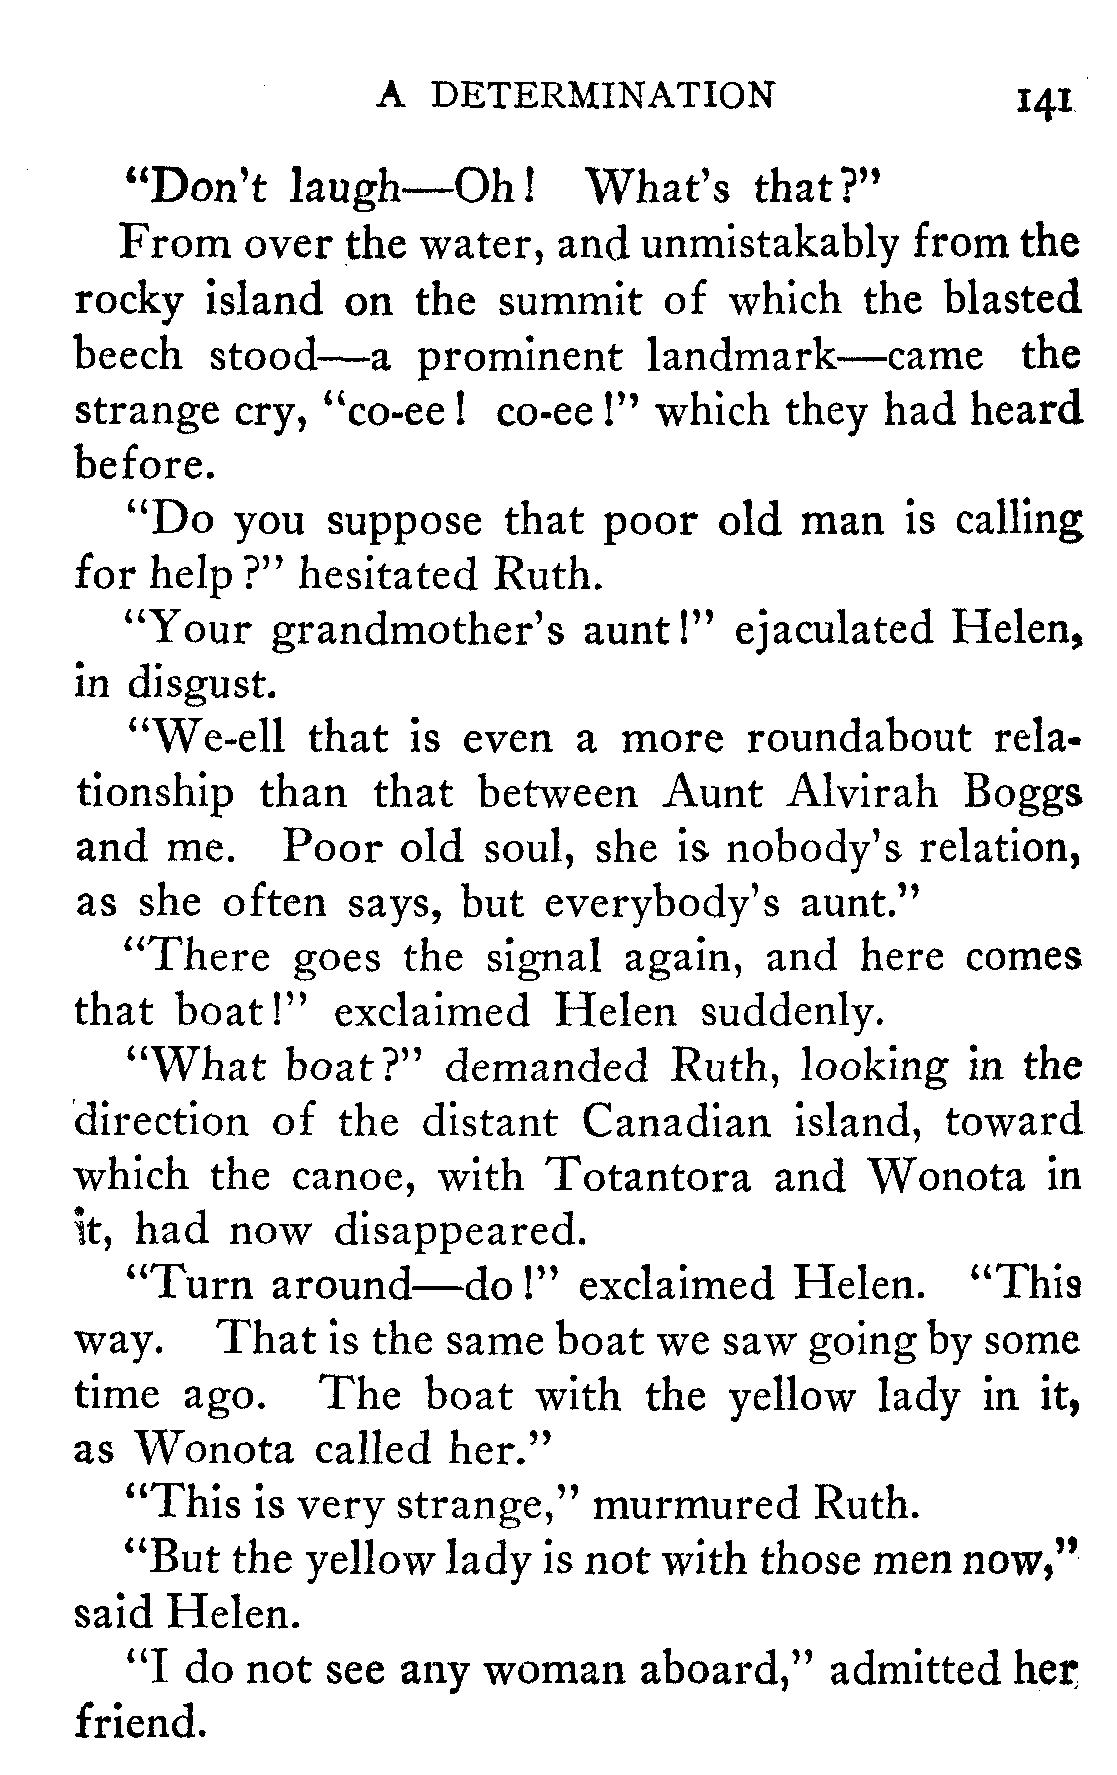 A DETERMINATION 141
“Don't laugh—Oh! What's that?”
From over the water, and unmistakably from the
rocky island on the summit of which the blasted
beech stood—a prominent landmark—came the
strange cry, “co-ee! co-ee!” which they had heard
before.
“Do you suppose that poor old man is calling
for help?” hesitated Ruth.
“Your grandmother's aunt!” ejaculated Helen,
in disgust.
“We-ell that is even a more roundabout rela-
tionship than that between Aunt Alvirah Boggs
and me. Poor old soul, she is nobody's relation,
as she often says, but everybody's aunt.”
“There goes the signal again, and here comes
that boat!” exclaimed Helen suddenly.
“What boat?” demanded Ruth, looking in the
direction of the distant Canadian island, toward
which the canoe, with Totantora and Wonota in
it, had now disappeared.
“Turn around—do!” exclaimed Helen. “This
way. That is the same boat we saw going by some
time ago. The boat with the yellow lady in it,
as Wonota called her.”
“This is very strange,” murmured Ruth.
“But the yellow lady is not with those men now,”
said Helen.
“I do not see any woman aboard,” admitted her
friend.